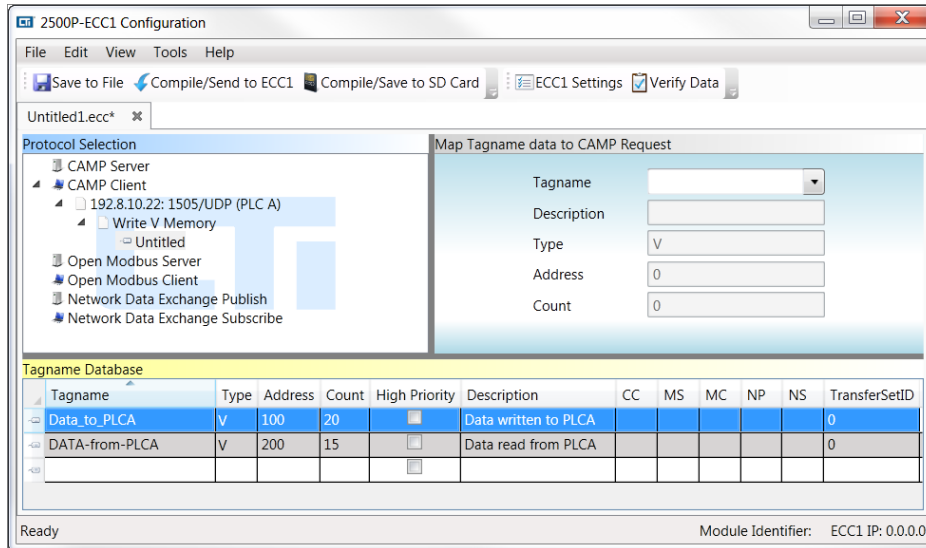 CTI 2500P-ECC1 Configuration
File Edit View Tools Help
Save to File Compile/Send to ECC1 Compile/Save to SD Card ECC1 Settings Verify Data
Untitled1.ecc*
Protocol Selection
CAMP Server
CAMP Client
192.8.10.22: 1505/UDP (PLC A)
Write V Memory
Untitled
Open Modbus Server
Open Modbus Client
Network Data Exchange Publish
Network Data Exchange Subscribe
CTI
Map Tagname data to CAMP Request
Tagname
Description
Type V
Address 0
Count 0
Tagname Database
Tagname Type Address Count High Priority Description CC MS MC NP NS TransferSetID
Data_to_PLCA V 100 20 Data written to PLCA 0
DATA-from-PLCA V 200 15 Data read from PLCA 0
Ready Module Identifier: ECC1 IP: 0.0.0.0